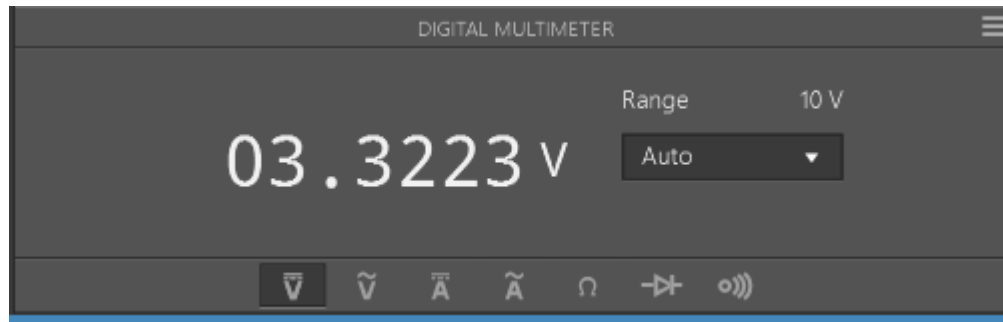 DIGITAL MULTIMETER
Range 10 V
03.3223 V
Auto
V V A A Ω